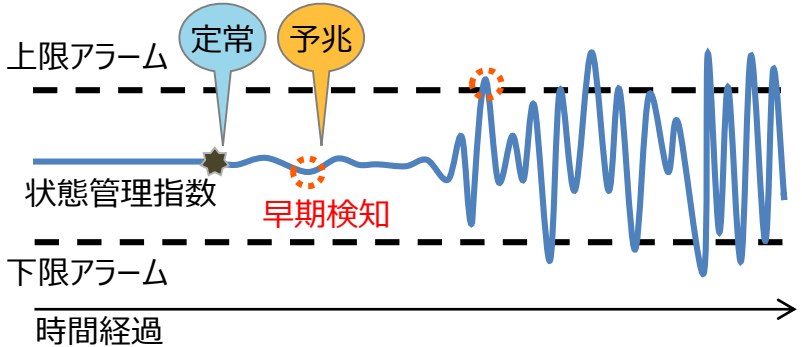 定常
予兆
上限アラーム
状態管理指数
早期検知
下限アラーム
時間経過